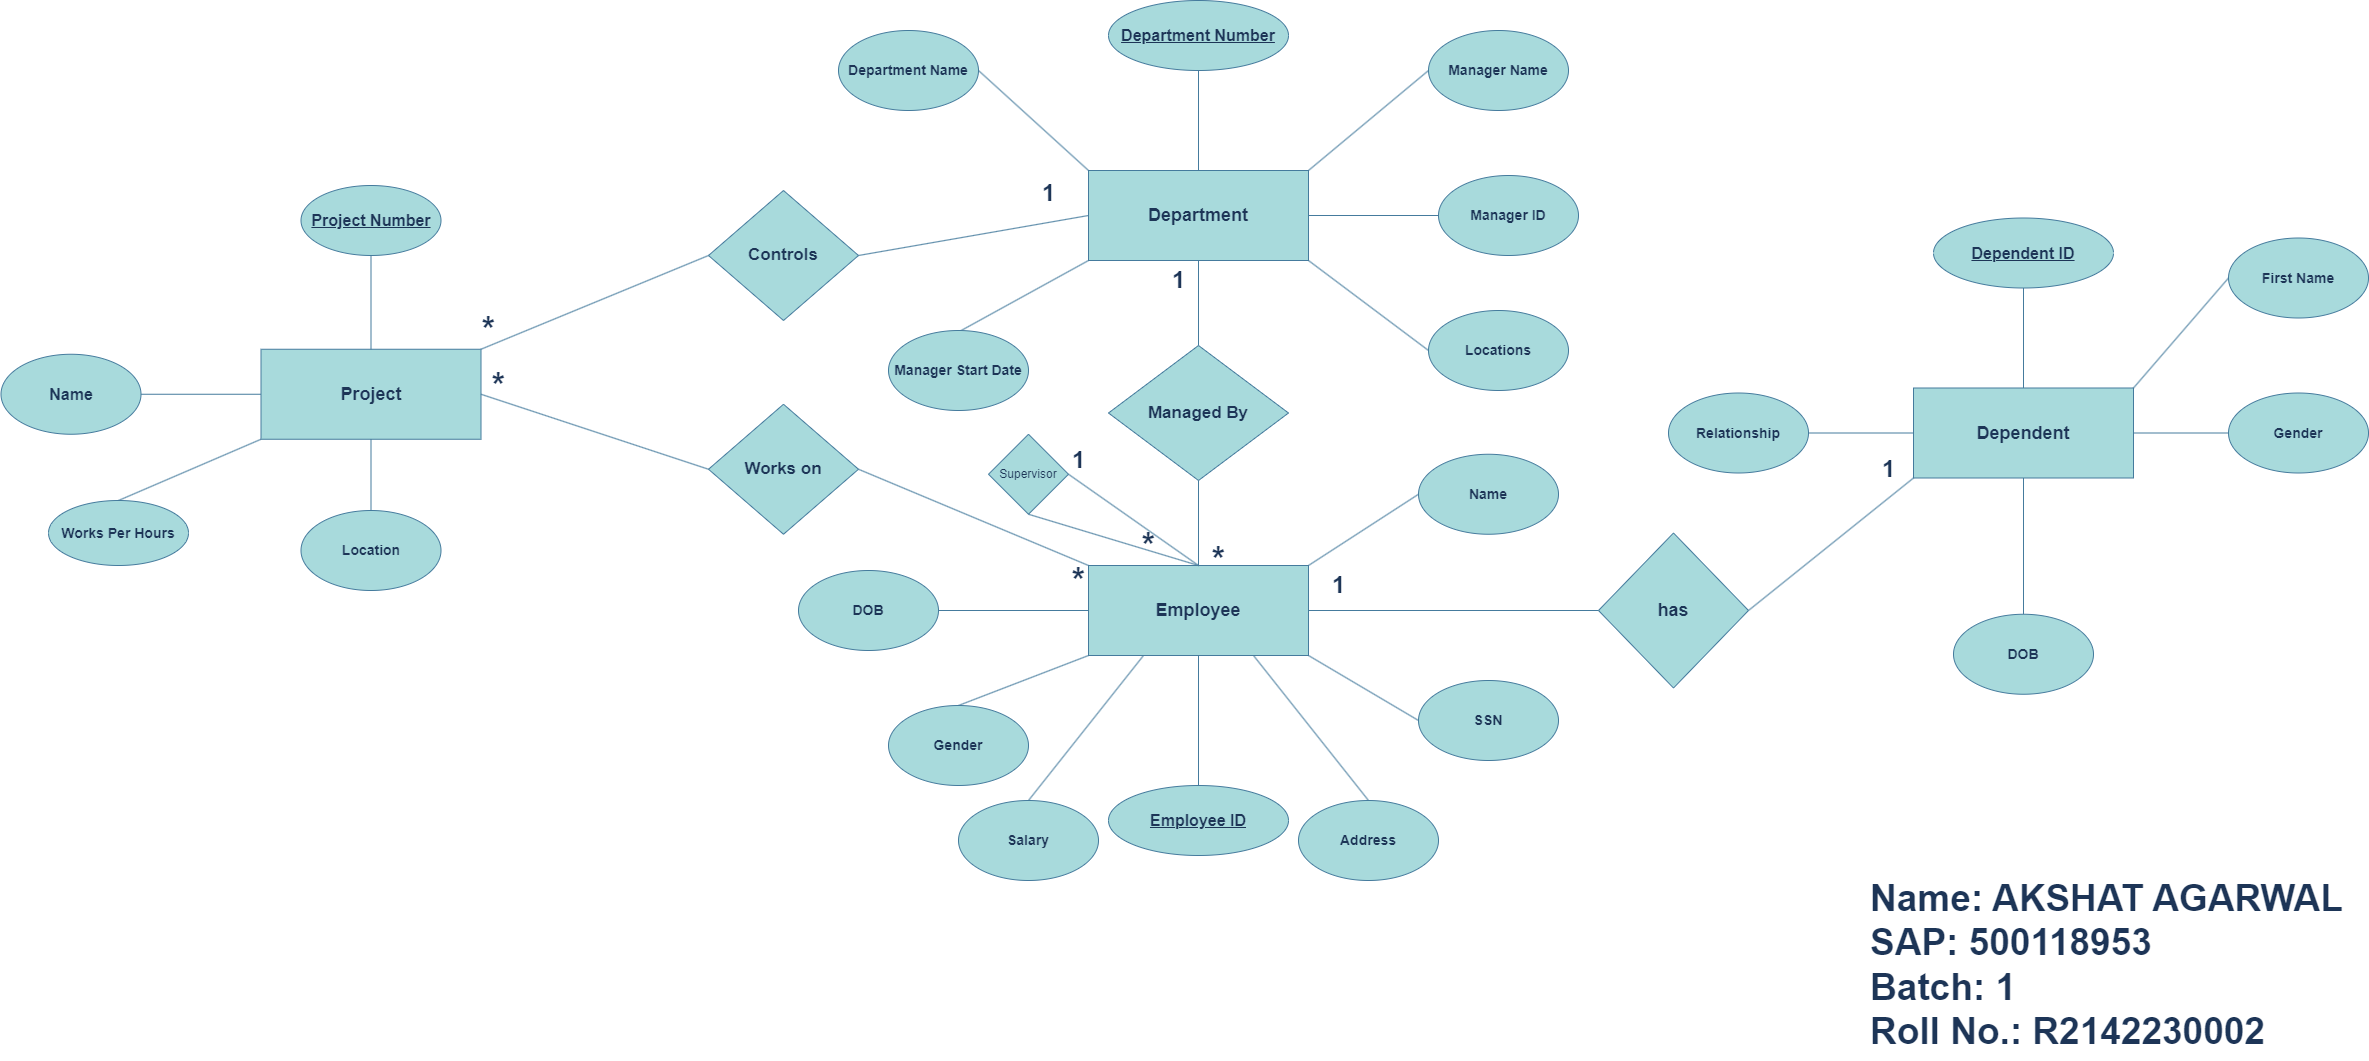 Department Number
Department Name
Manager Name
1
Department
Manager ID
Project Number
Controls
Dependent ID
First Name
1
*
Locations
Manager Start Date
*
Name
Project
Managed By
Relationship
Dependent
Gender
Works on
Supervisor
1
1
Name
*
*
Works Per Hours
Location
*
1
DOB
Employee
has
DOB
Gender
SSN
Salary
Employee ID
Address
Name: AKSHAT AGARWAL
SAP: 500118953
Batch: 1
Roll No.: R2142230002